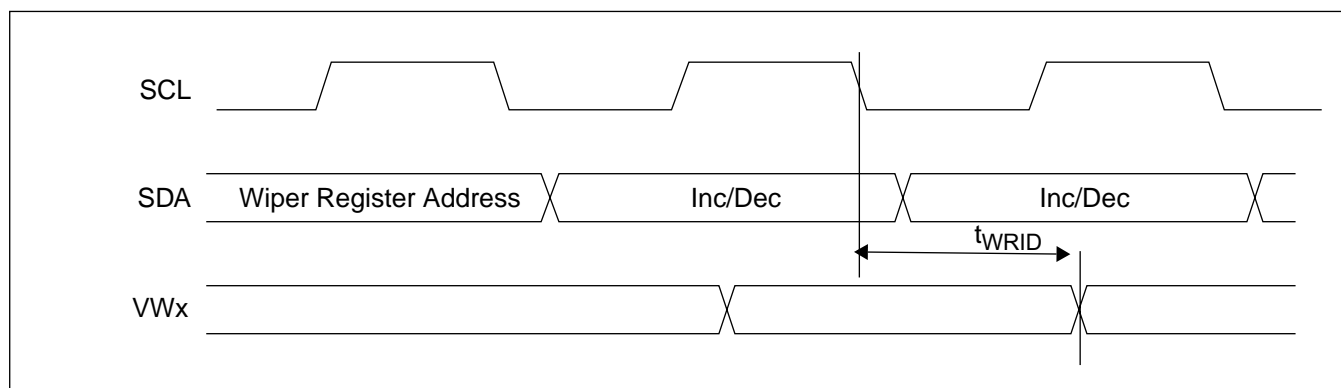 SCL
SDA
Wiper Register Address
Inc/Dec
Inc/Dec
tWRID
VWx